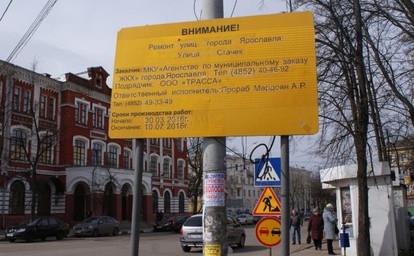 ВНИМАНИЕ!
Ремонт улиц города Ярославля:
Улица Стачек
Заказчик: МКУ«Агентство по муниципальному заказу
ЖКХ» города Ярославля Тел (4852) 40-46-92
Подрядчик: ООО "ТРАССА"
Ответственный исполнитель: Прораб Мардоян А.Р.
Тел (4852) 49-33-49
Сроки производства работ:
Начало: 30.03.2016г
Окончание: 10.07.2016г